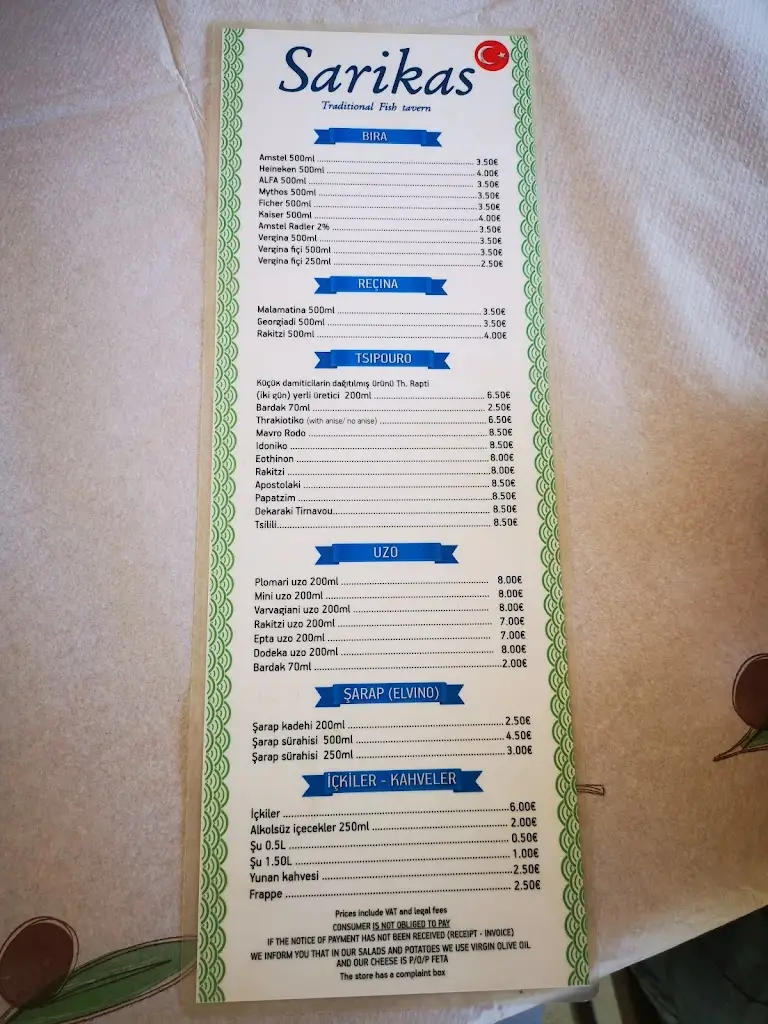 Sarikas
Traditional Fish tavern
BIRA
Amstel 500ml 3.50€
Heineken 500ml 4.00€
ALFA 500ml 3.50€
Mythos 500ml 3.50€
Ficher 500ml 3.50€
Kaiser 500ml 4.00€
Amstel Radler 2% 3.50€
Vergina 500ml 3.50€
Vergina fiçi 500ml 3.50€
Vergina fiçi 250ml 2.50€
REÇINA
Malamatina 500ml 3.50€
Georgiadi 500ml 3.50€
Rakitzi 500ml 4.00€
TSIPOURO
Küçük damiticilarin dağıtılmış ürünü Th. Rapti
(iki gün) yerli üretici 200ml 6.50€
Bardak 70ml 2.50€
Thrakiotiko (with anise/ no anise) 6.50€
Mavro Rodo 8.50€
Idoniko 8.50€
Eothinon 8.00€
Rakitzi 8.00€
Apostolaki 8.50€
Papatzim 8.50€
Dekaraki Tirnavou 8.50€
Tsilili 8.50€
UZO
Plomari uzo 200ml 8.00€
Mini uzo 200ml 8.00€
Varvagiani uzo 200ml 8.00€
Rakitzi uzo 200ml 7.00€
Epta uzo 200ml 7.00€
Dodeka uzo 200ml 8.00€
Bardak 70ml 2.00€
ŞARAP (ELVINO)
Şarap kadehi 200ml 2.50€
Şarap sürahisi 500ml 4.50€
Şarap sürahisi 250ml 3.00€
İÇKİLER - KAHVELER
İçkiler 6.00€
Alkolsüz içecekler 250ml 2.00€
Şu 0.5L 0.50€
Şu 1.50L 1.00€
Yunan kahvesi 2.50€
Frappe 2.50€
Prices include VAT and legal fees
CONSUMER IS NOT OBLIGED TO PAY
IF THE NOTICE OF PAYMENT HAS NOT BEEN RECEIVED (RECEIPT - INVOICE)
WE INFORM YOU THAT IN OUR SALADS AND POTATOES WE USE VIRGIN OLIVE OIL
AND OUR CHEESE IS P/O/P FETA
The store has a complaint box